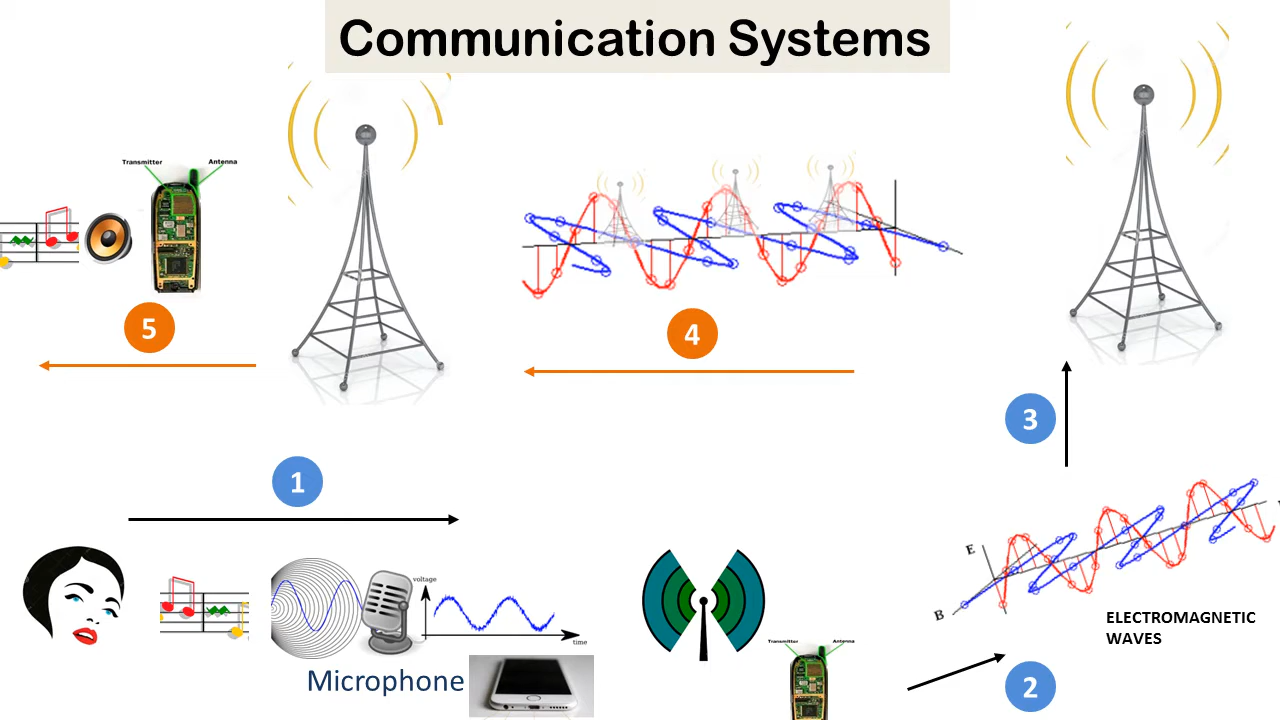 Communication Systems
Transmitter
Antenna
5
4
3
1
E
B
voltage
time
Microphone
Transmitter
Antenna
ELECTROMAGNETIC
WAVES
2